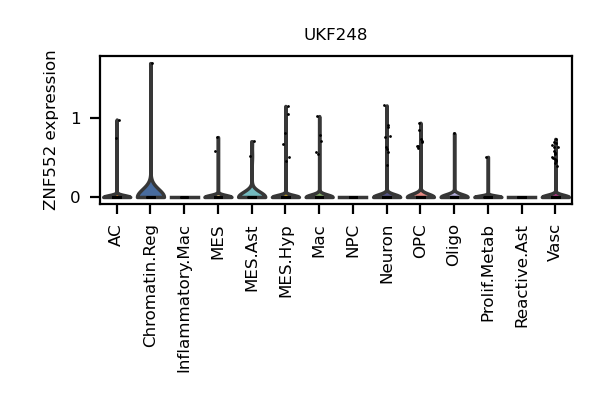 UKF248
ZNF552 expression
1
0
AC
Chromatin.Reg
Inflammatory.Mac
MES
MES.Ast
MES.Hyp
Mac
NPC
Neuron
OPC
Oligo
Prolif.Metab
Reactive.Ast
Vasc